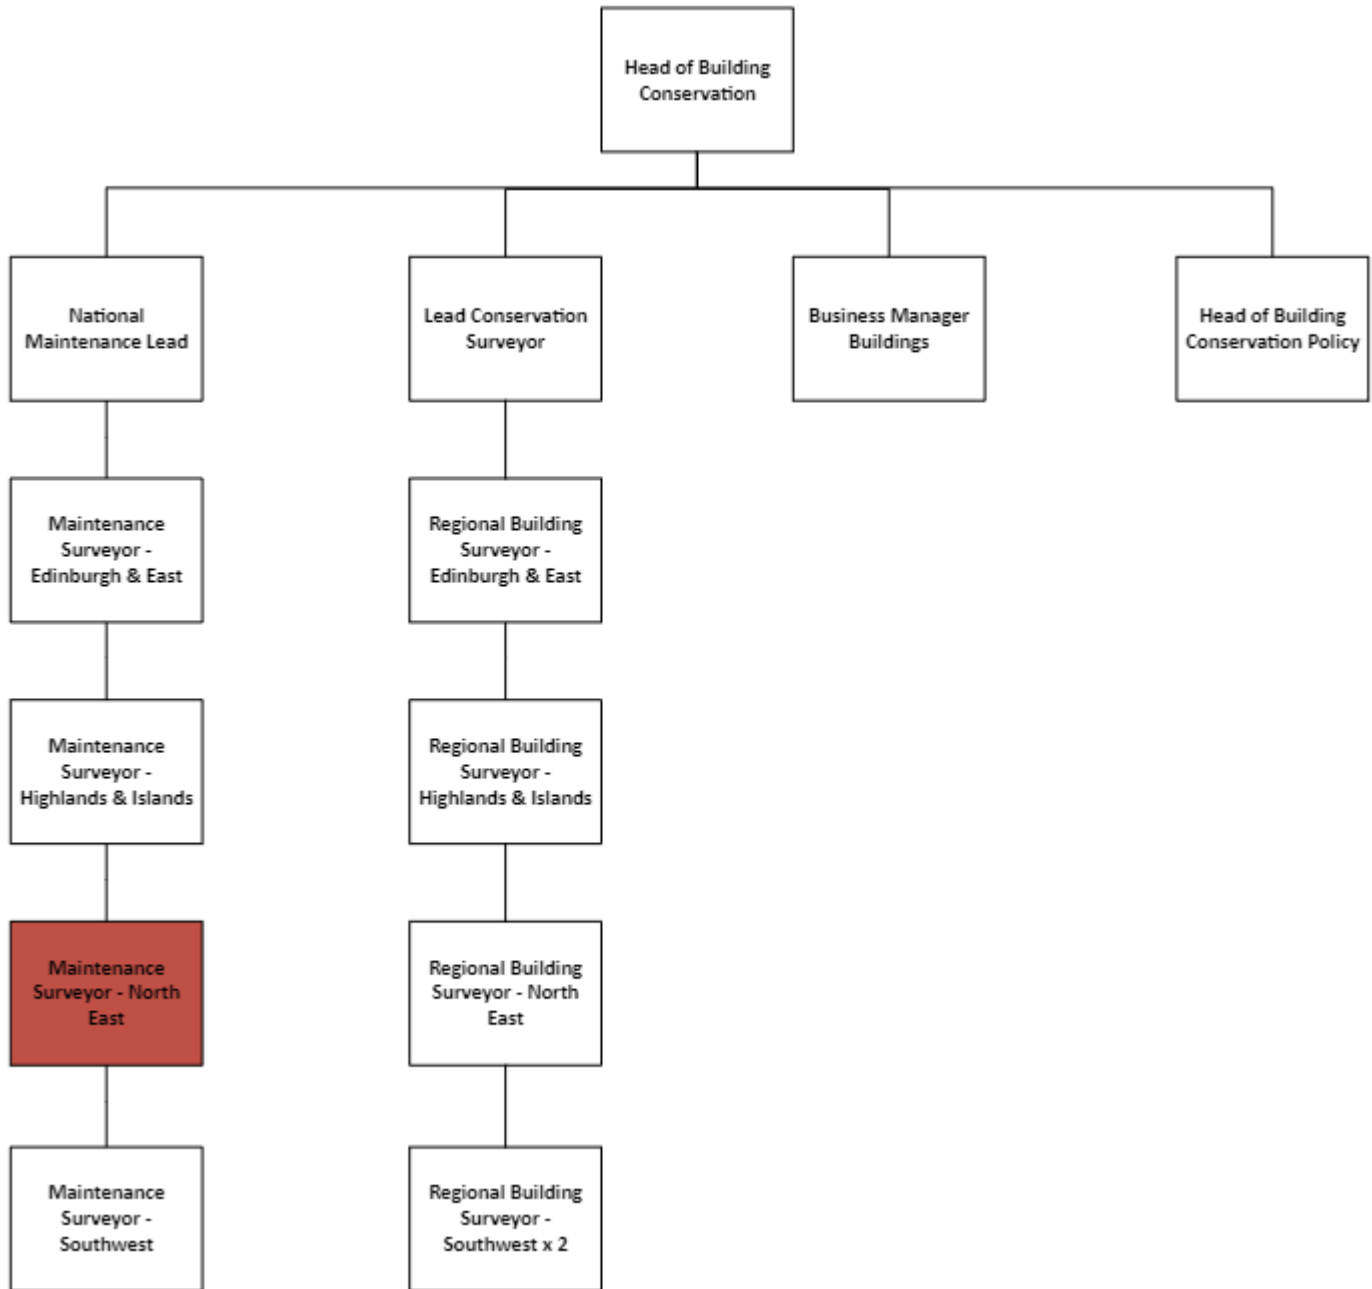 Head of Building
Conservation
National
Maintenance Lead
Lead Conservation
Surveyor
Business Manager
Buildings
Head of Building
Conservation Policy
Maintenance
Surveyor -
Edinburgh & East
Regional Building
Surveyor -
Edinburgh & East
Maintenance
Surveyor -
Highlands & Islands
Regional Building
Surveyor -
Highlands & Islands
Maintenance
Surveyor - North
East
Regional Building
Surveyor - North
East
Maintenance
Surveyor -
Southwest
Regional Building
Surveyor -
Southwest x 2